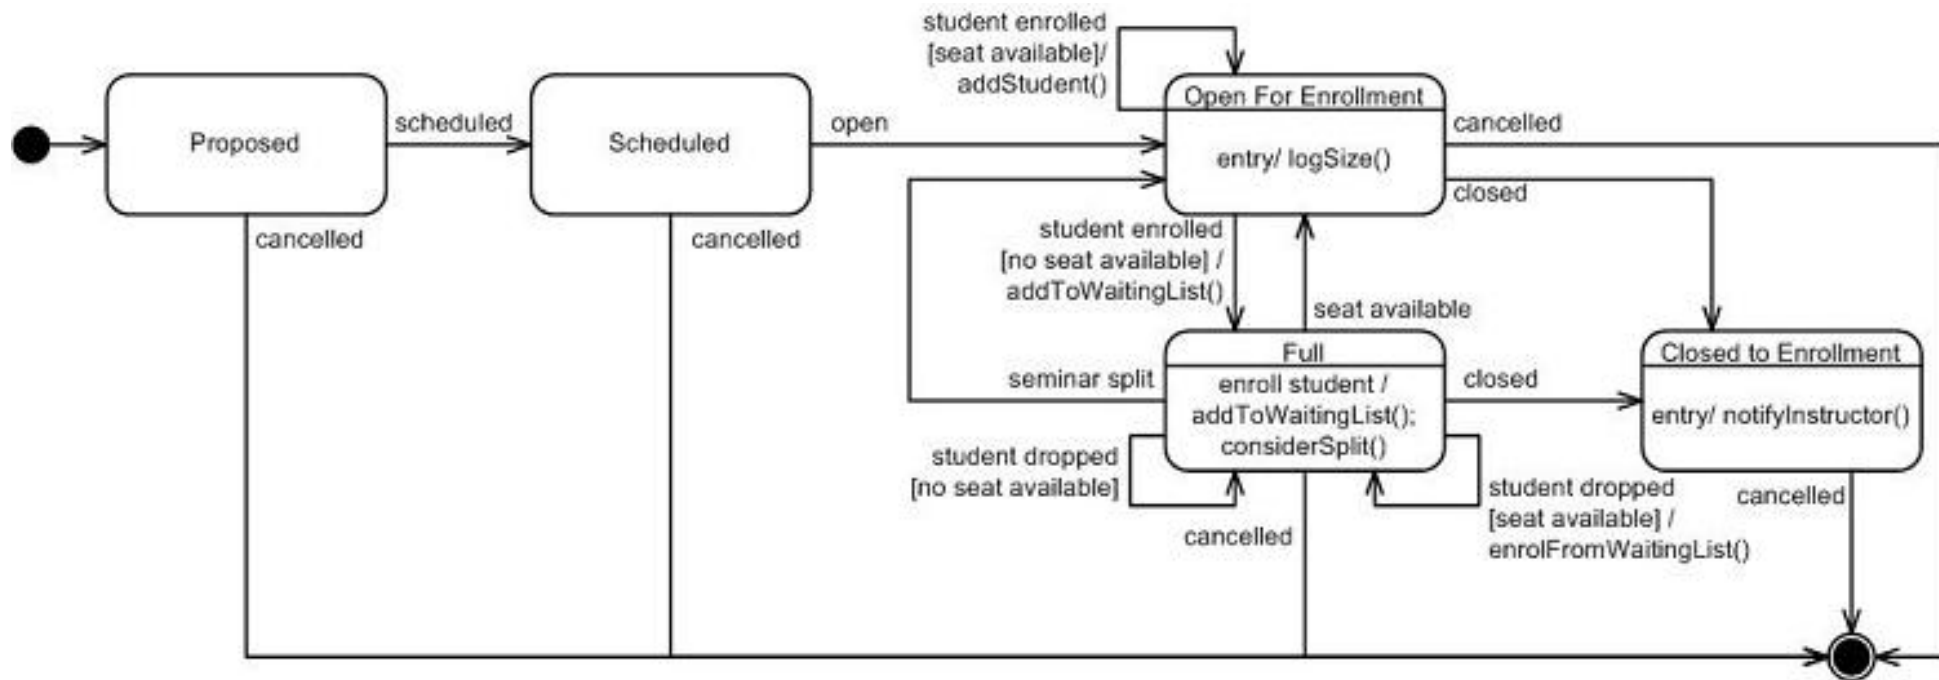 student enrolled
[seat available]/
addStudent()
Proposed
scheduled
Scheduled
open
Open For Enrollment
entry/ logSize()
cancelled
closed
cancelled
cancelled
student enrolled
[no seat available] /
addToWaitingList()
seat available
seminar split
Full
enroll student /
addToWaitingList();
considerSplit()
closed
Closed to Enrollment
entry/ notifyInstructor()
student dropped
[no seat available]
cancelled
student dropped
[seat available] /
enrolFromWaitingList()
cancelled